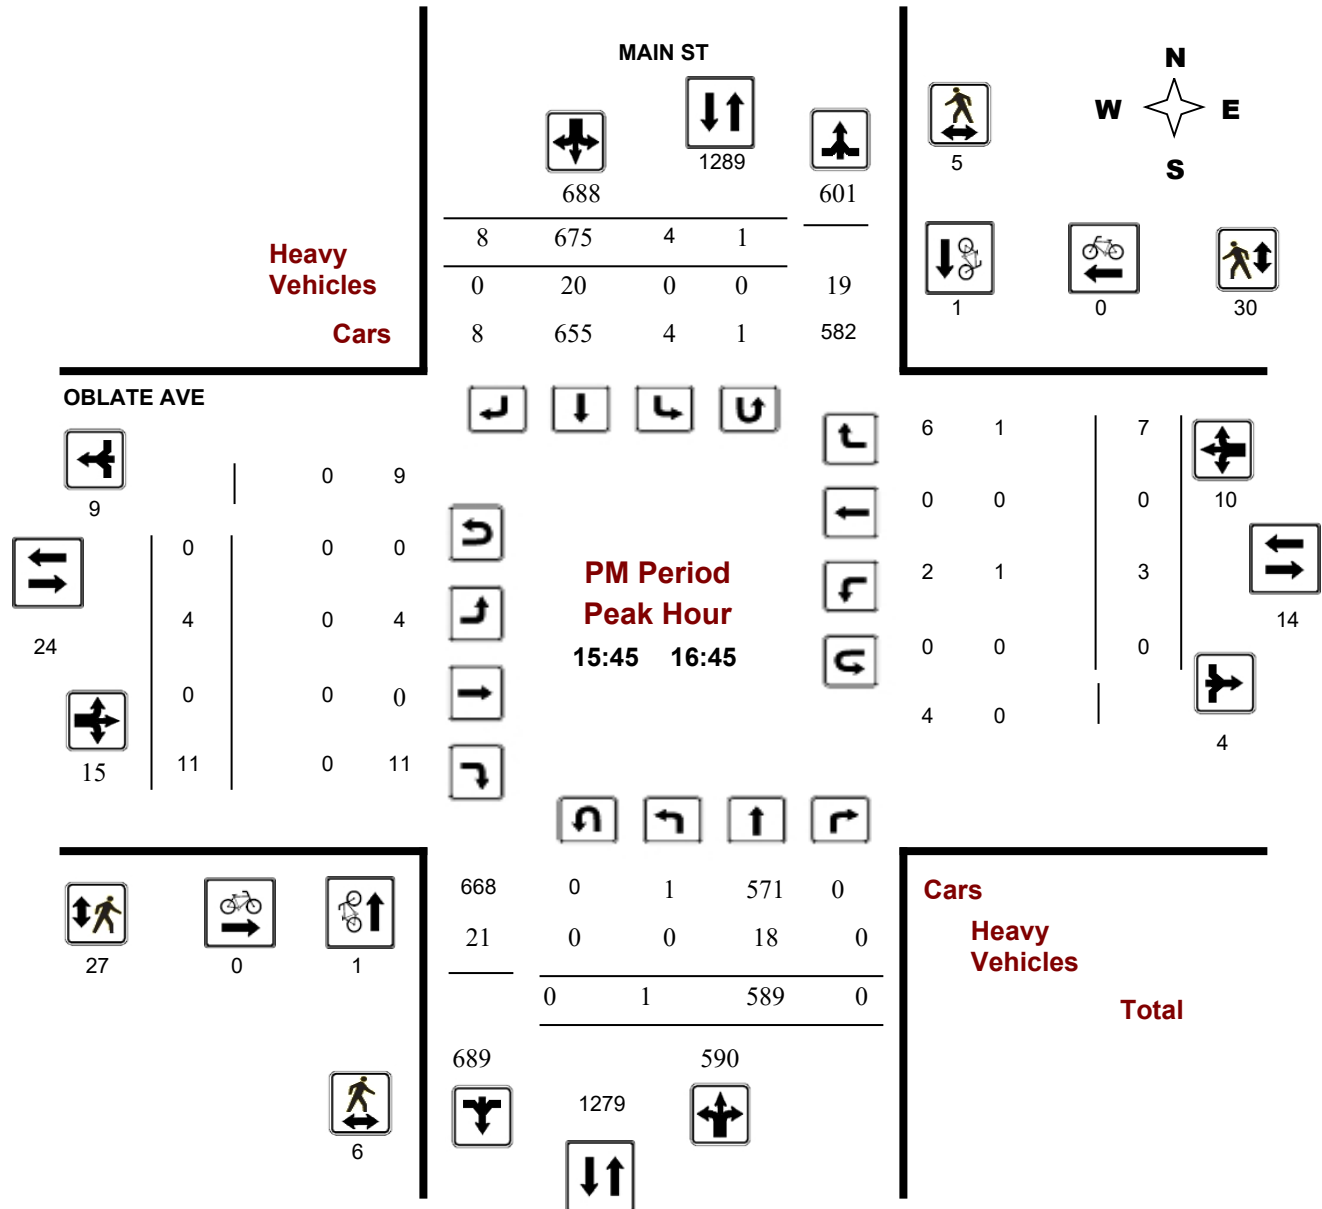 MAIN ST
N
W E
S
1289
5
688 601
8 675 4 1
Heavy
Vehicles
0 20 0 0 19
Cars
8 655 4 1 582
1 0 30
OBLATE AVE
6 1 7
0 9
9
0 0 0 10
0 0 0
PM Period
2 1 3
Peak Hour
4 0 4
14
24
15:45 16:45
0 0 0
0 0 0
4 0
4
15 11 0 11
668 0 1 571 0
Cars
21 0 0 18 0
Heavy
Vehicles
27 0 1
0 1 589 0
Total
689 590
1279
6